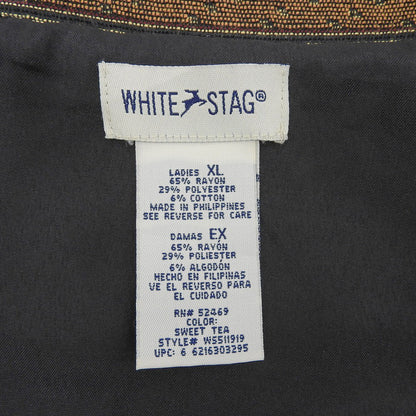 WHITE STAG®
LADIES XL
65% RAYON
29% POLYESTER
6% COTTON
MADE IN PHILIPPINES
SEE REVERSE FOR CARE
DAMAS EX
65% RAYÓN
29% POLYESTER
6% ALGODÓN
HECHO EN FILIPINAS
VE EL REVERSO PARA
EL CUIDADO
RN# 52469
COLOR:
SWEET TEA
STYLE# WS511919
UPC: 6 6216303295